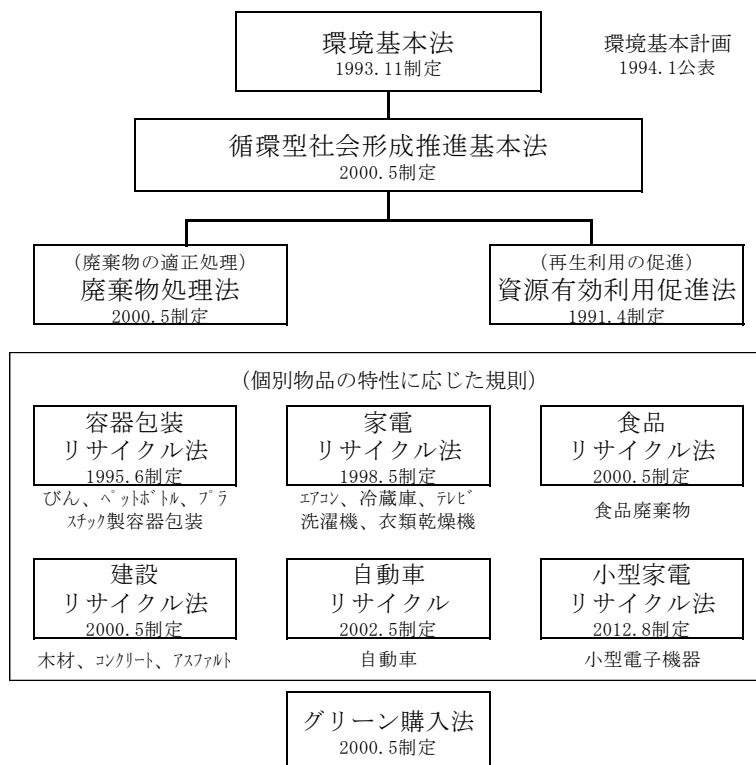 環境基本法
1993.11制定
環境基本計画
1994.1公表
循環型社会形成推進基本法
2000.5制定
(廃棄物の適正処理)
廃棄物処理法
2000.5制定
(再生利用の促進)
資源有効利用促進法
1991.4制定
(個別物品の特性に応じた規則)
容器包装
リサイクル法
1995.6制定
びん、ペットボトル、プラ
スチック製容器包装
家電
リサイクル法
1998.5制定
エアコン、冷蔵庫、テレビ
洗濯機、衣類乾燥機
食品
リサイクル法
2000.5制定
食品廃棄物
建設
リサイクル法
2000.5制定
木材、コンクリート、アスファルト
自動車
リサイクル
2002.5制定
自動車
小型家電
リサイクル法
2012.8制定
小型電子機器
グリーン購入法
2000.5制定